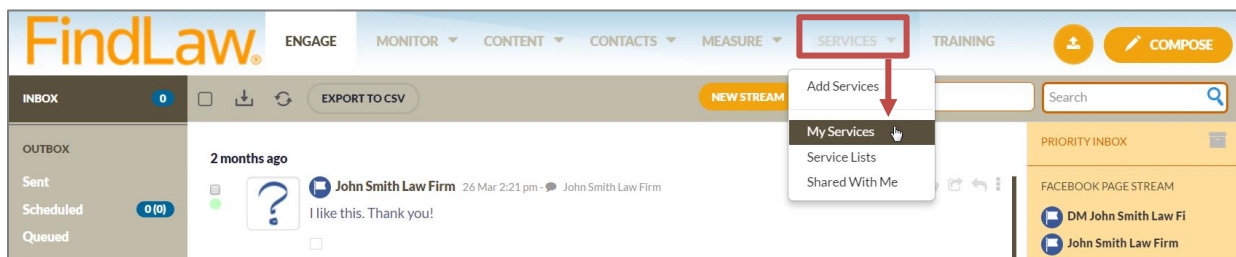 FindLaw®
ENGAGE MONITOR CONTENT CONTACTS MEASURE SERVICES TRAINING COMPOSE
INBOX 0 EXPORT TO CSV NEW STREAM Search
Add Services
My Services
Service Lists
Shared With Me
OUTBOX
Sent
Scheduled 0 (0)
Queued
2 months ago
John Smith Law Firm 26 Mar 2:21 pm - John Smith Law Firm
I like this. Thank you!
PRIORITY INBOX
FACEBOOK PAGE STREAM
DM John Smith Law Fi
John Smith Law Firm